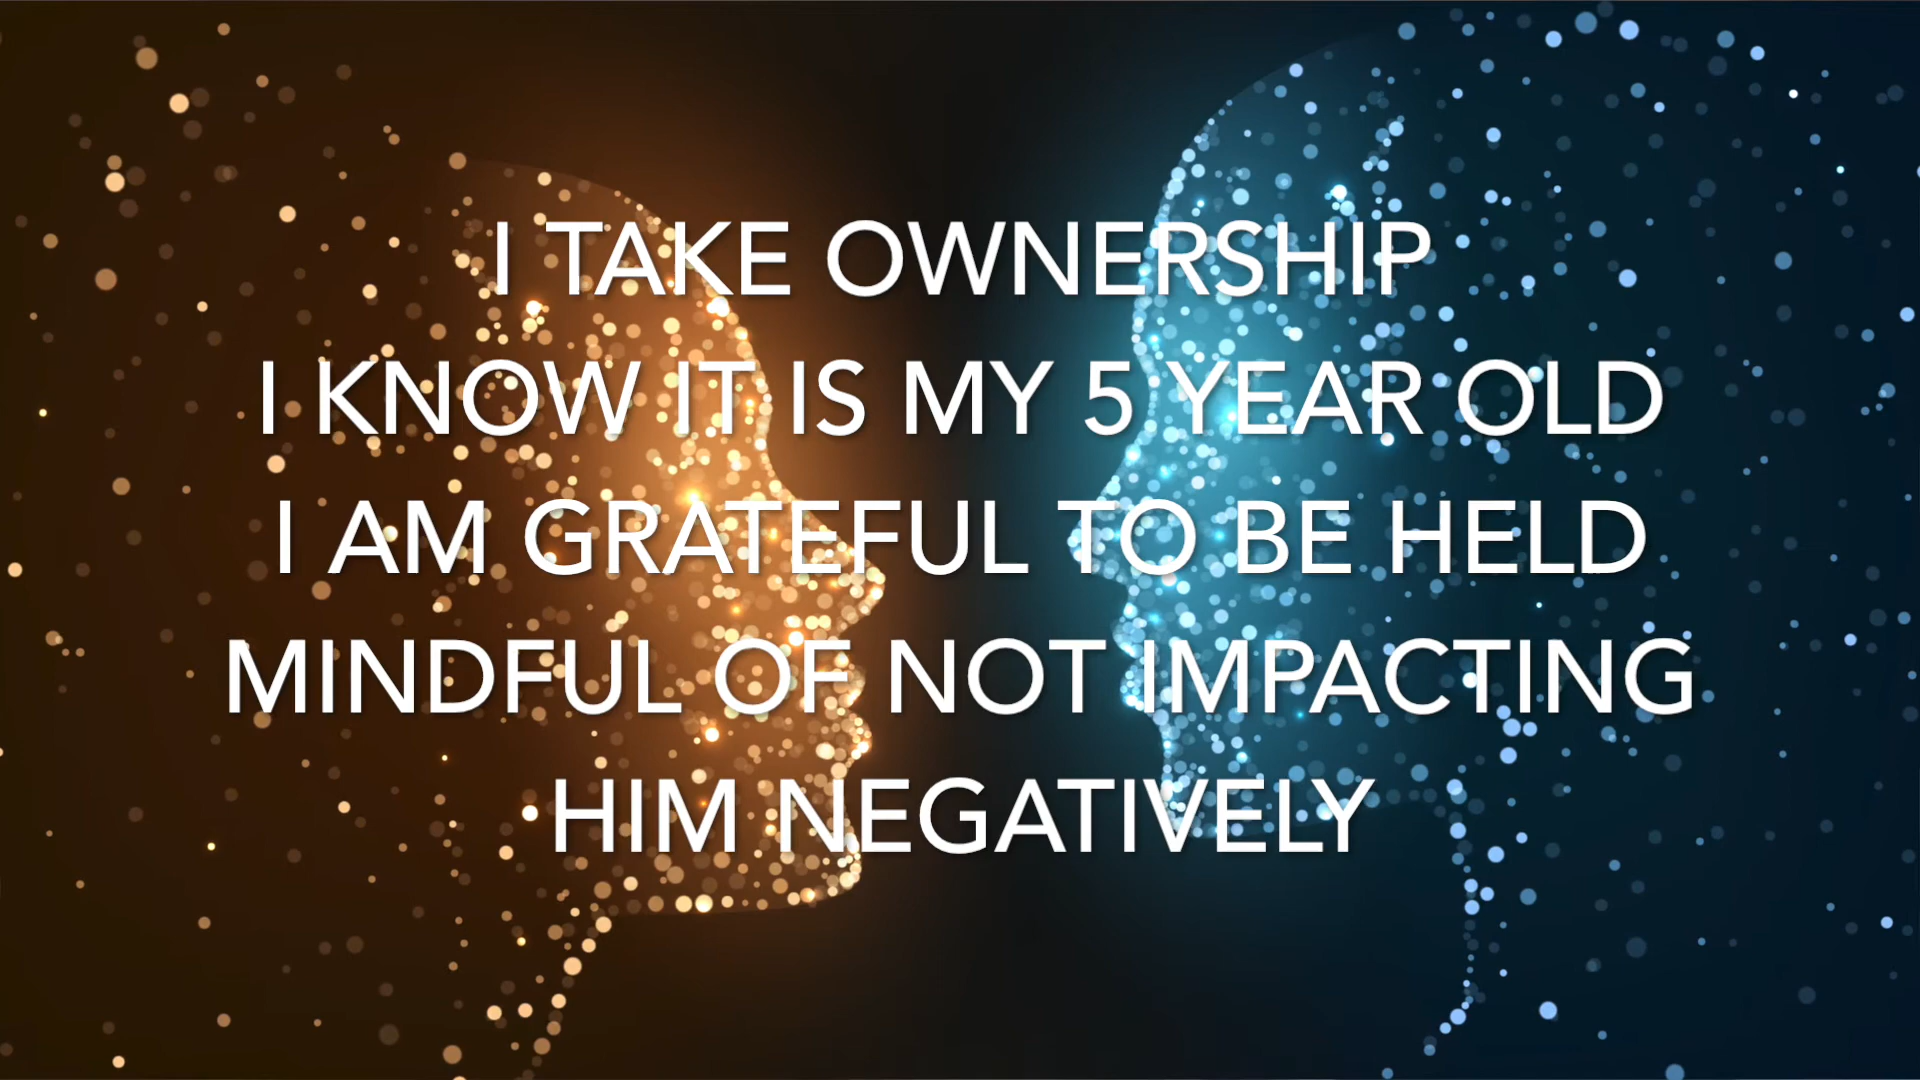 I TAKE OWNERSHIP
I KNOW IT IS MY 5 YEAR OLD
I AM GRATEFUL TO BE HELD
MINDFUL OF NOT IMPACTING
HIM NEGATIVELY